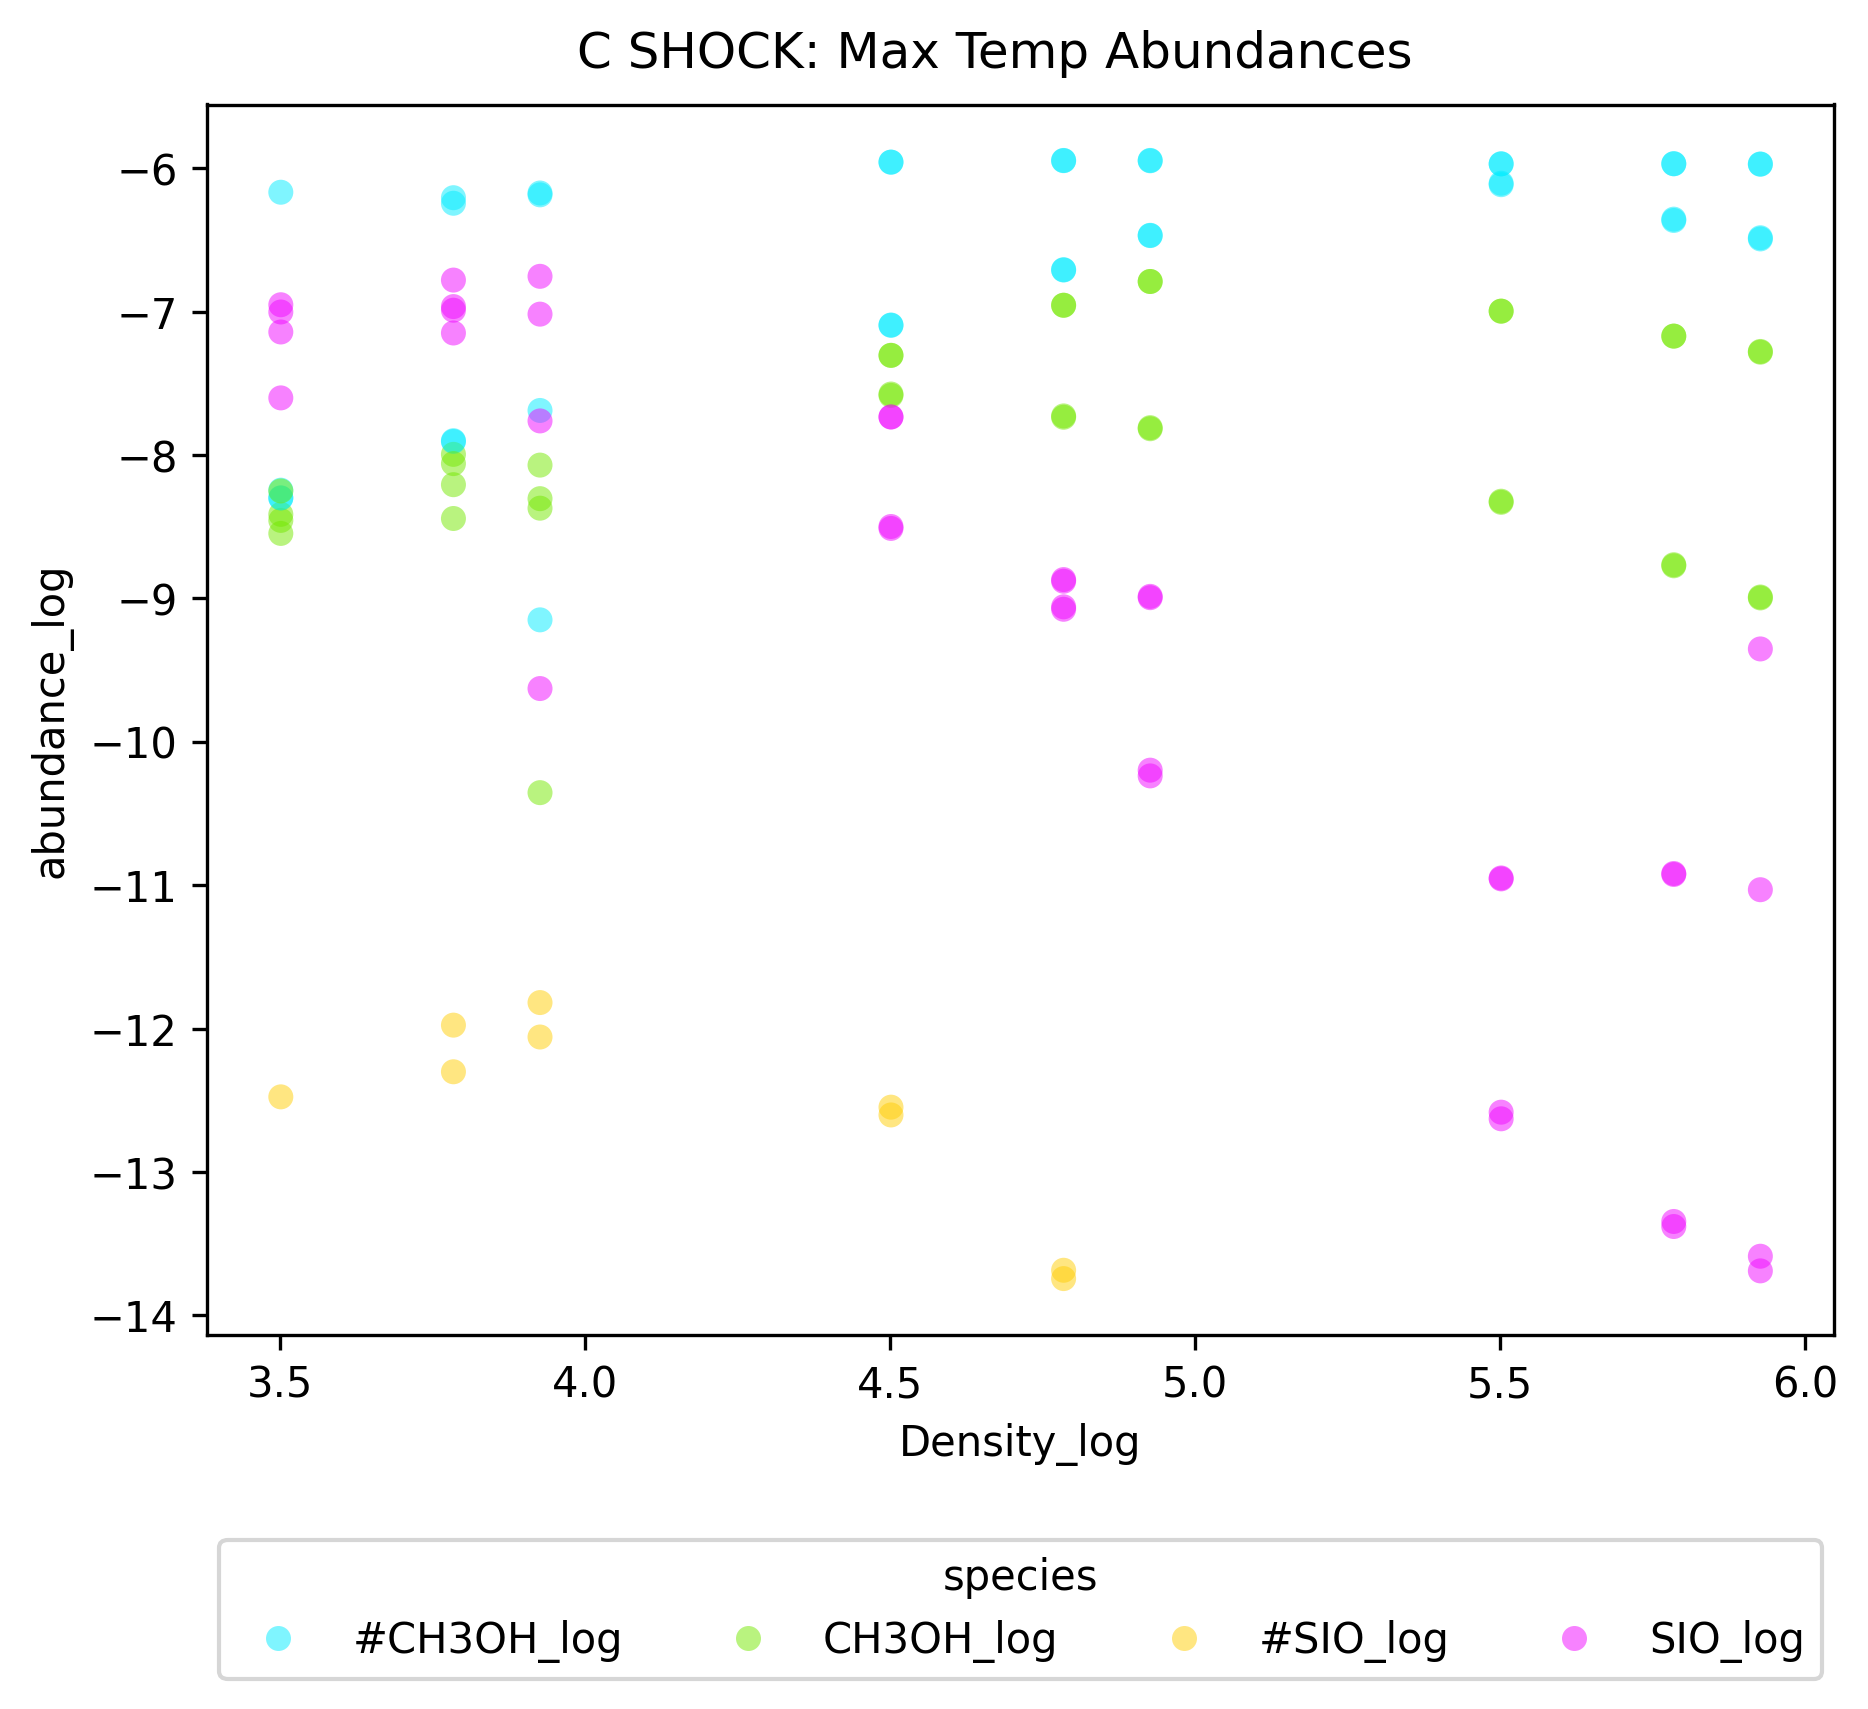 C SHOCK: Max Temp Abundances
−6
−7
−8
−9
−10
−11
−12
−13
−14
abundance_log
3.5 4.0 4.5 5.0 5.5 6.0
Density_log
species
#CH3OH_log CH3OH_log #SIO_log SIO_log